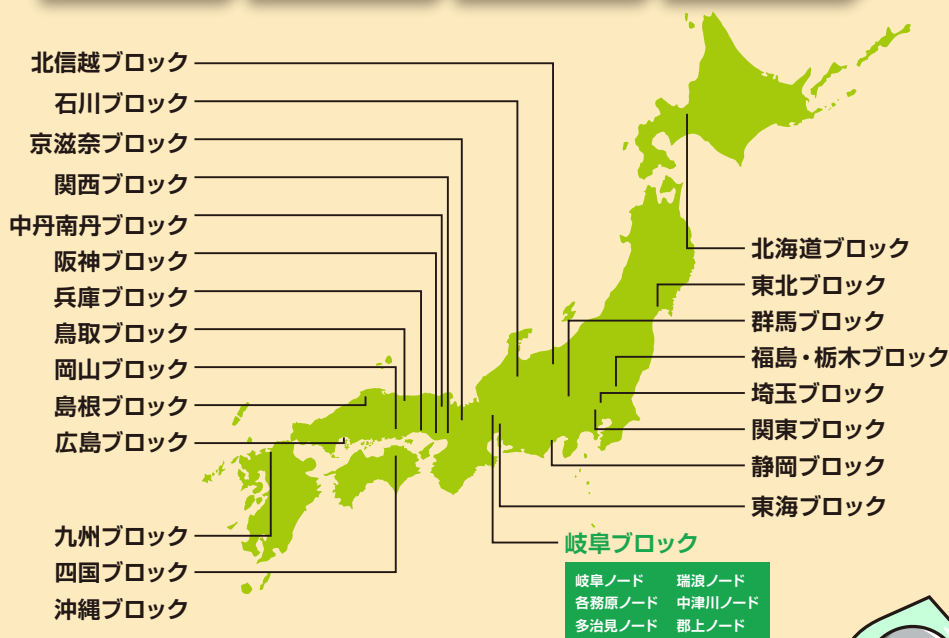 北信越ブロック
石川ブロック
京滋奈ブロック
関西ブロック
中丹南丹ブロック
阪神ブロック
兵庫ブロック
鳥取ブロック
岡山ブロック
島根ブロック
広島ブロック
九州ブロック
四国ブロック
沖縄ブロック
北海道ブロック
東北ブロック
群馬ブロック
福島・栃木ブロック
埼玉ブロック
関東ブロック
静岡ブロック
東海ブロック
岐阜ブロック
岐阜ノード 瑞浪ノード
各務原ノード 中津川ノード
多治見ノード 郡上ノード